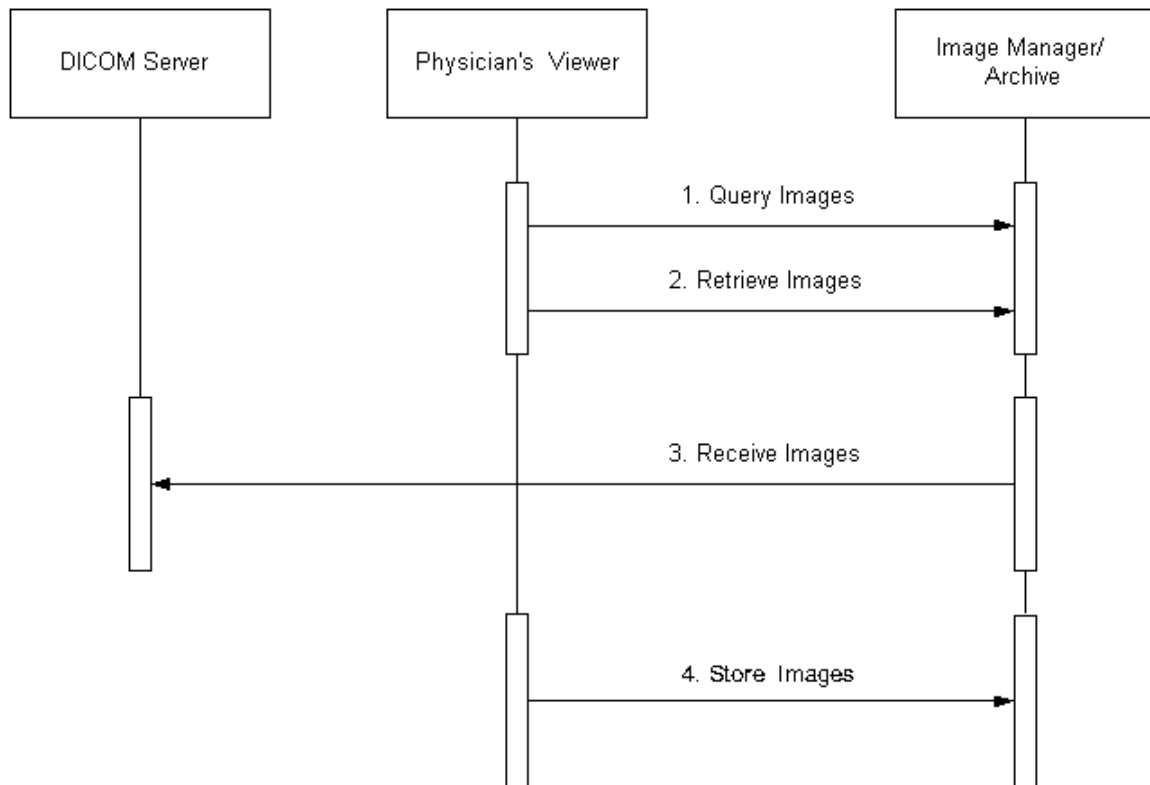 DICOM Server
Physician's Viewer
Image Manager/
Archive
1. Query Images
2. Retrieve Images
3. Receive Images
4. Store Images